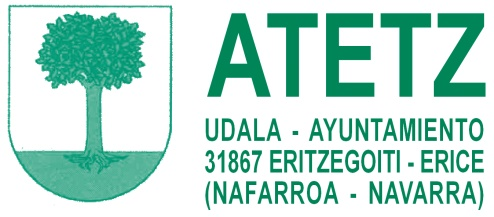 ATETZ
UDALA - AYUNTAMIENTO
31867 ERITZEGOITI - ERICE
(NAFARROA - NAVARRA)